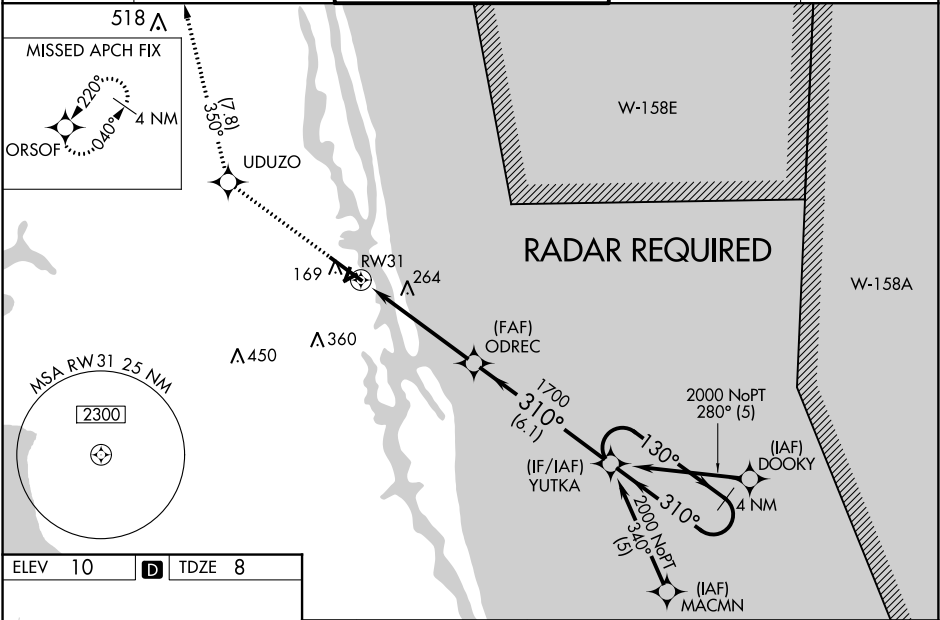 518
MISSED APCH FIX
220°
4 NM
040°
ORSOF
(7.8)
350°
UDUZO
W-158E
RADAR REQUIRED
W-158A
169
RW31
264
360
450
(FAF)
ODREC
MSA RW 31 25 NM
2300
1700
310°
(6.1)
2000 NoPT
280° (5)
130°
(IAF)
DOOKY
(IF/IAF)
YUTKA
310°
4 NM
2000 NoPT
340°
(5)
(IAF)
MACMN
ELEV 10 D TDZE 8